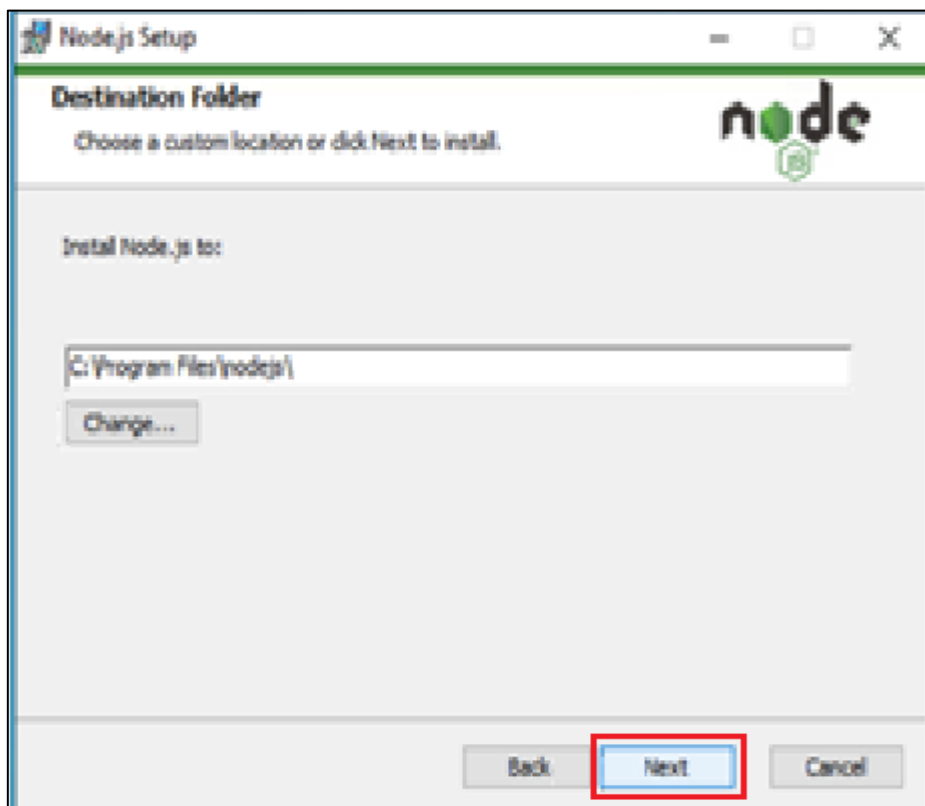 Node.js Setup
Destination Folder
Choose a custom location or click Next to install.
node
JS
Install Node.js to:
C:\Program Files\nodejs\
Change...
Back
Next
Cancel